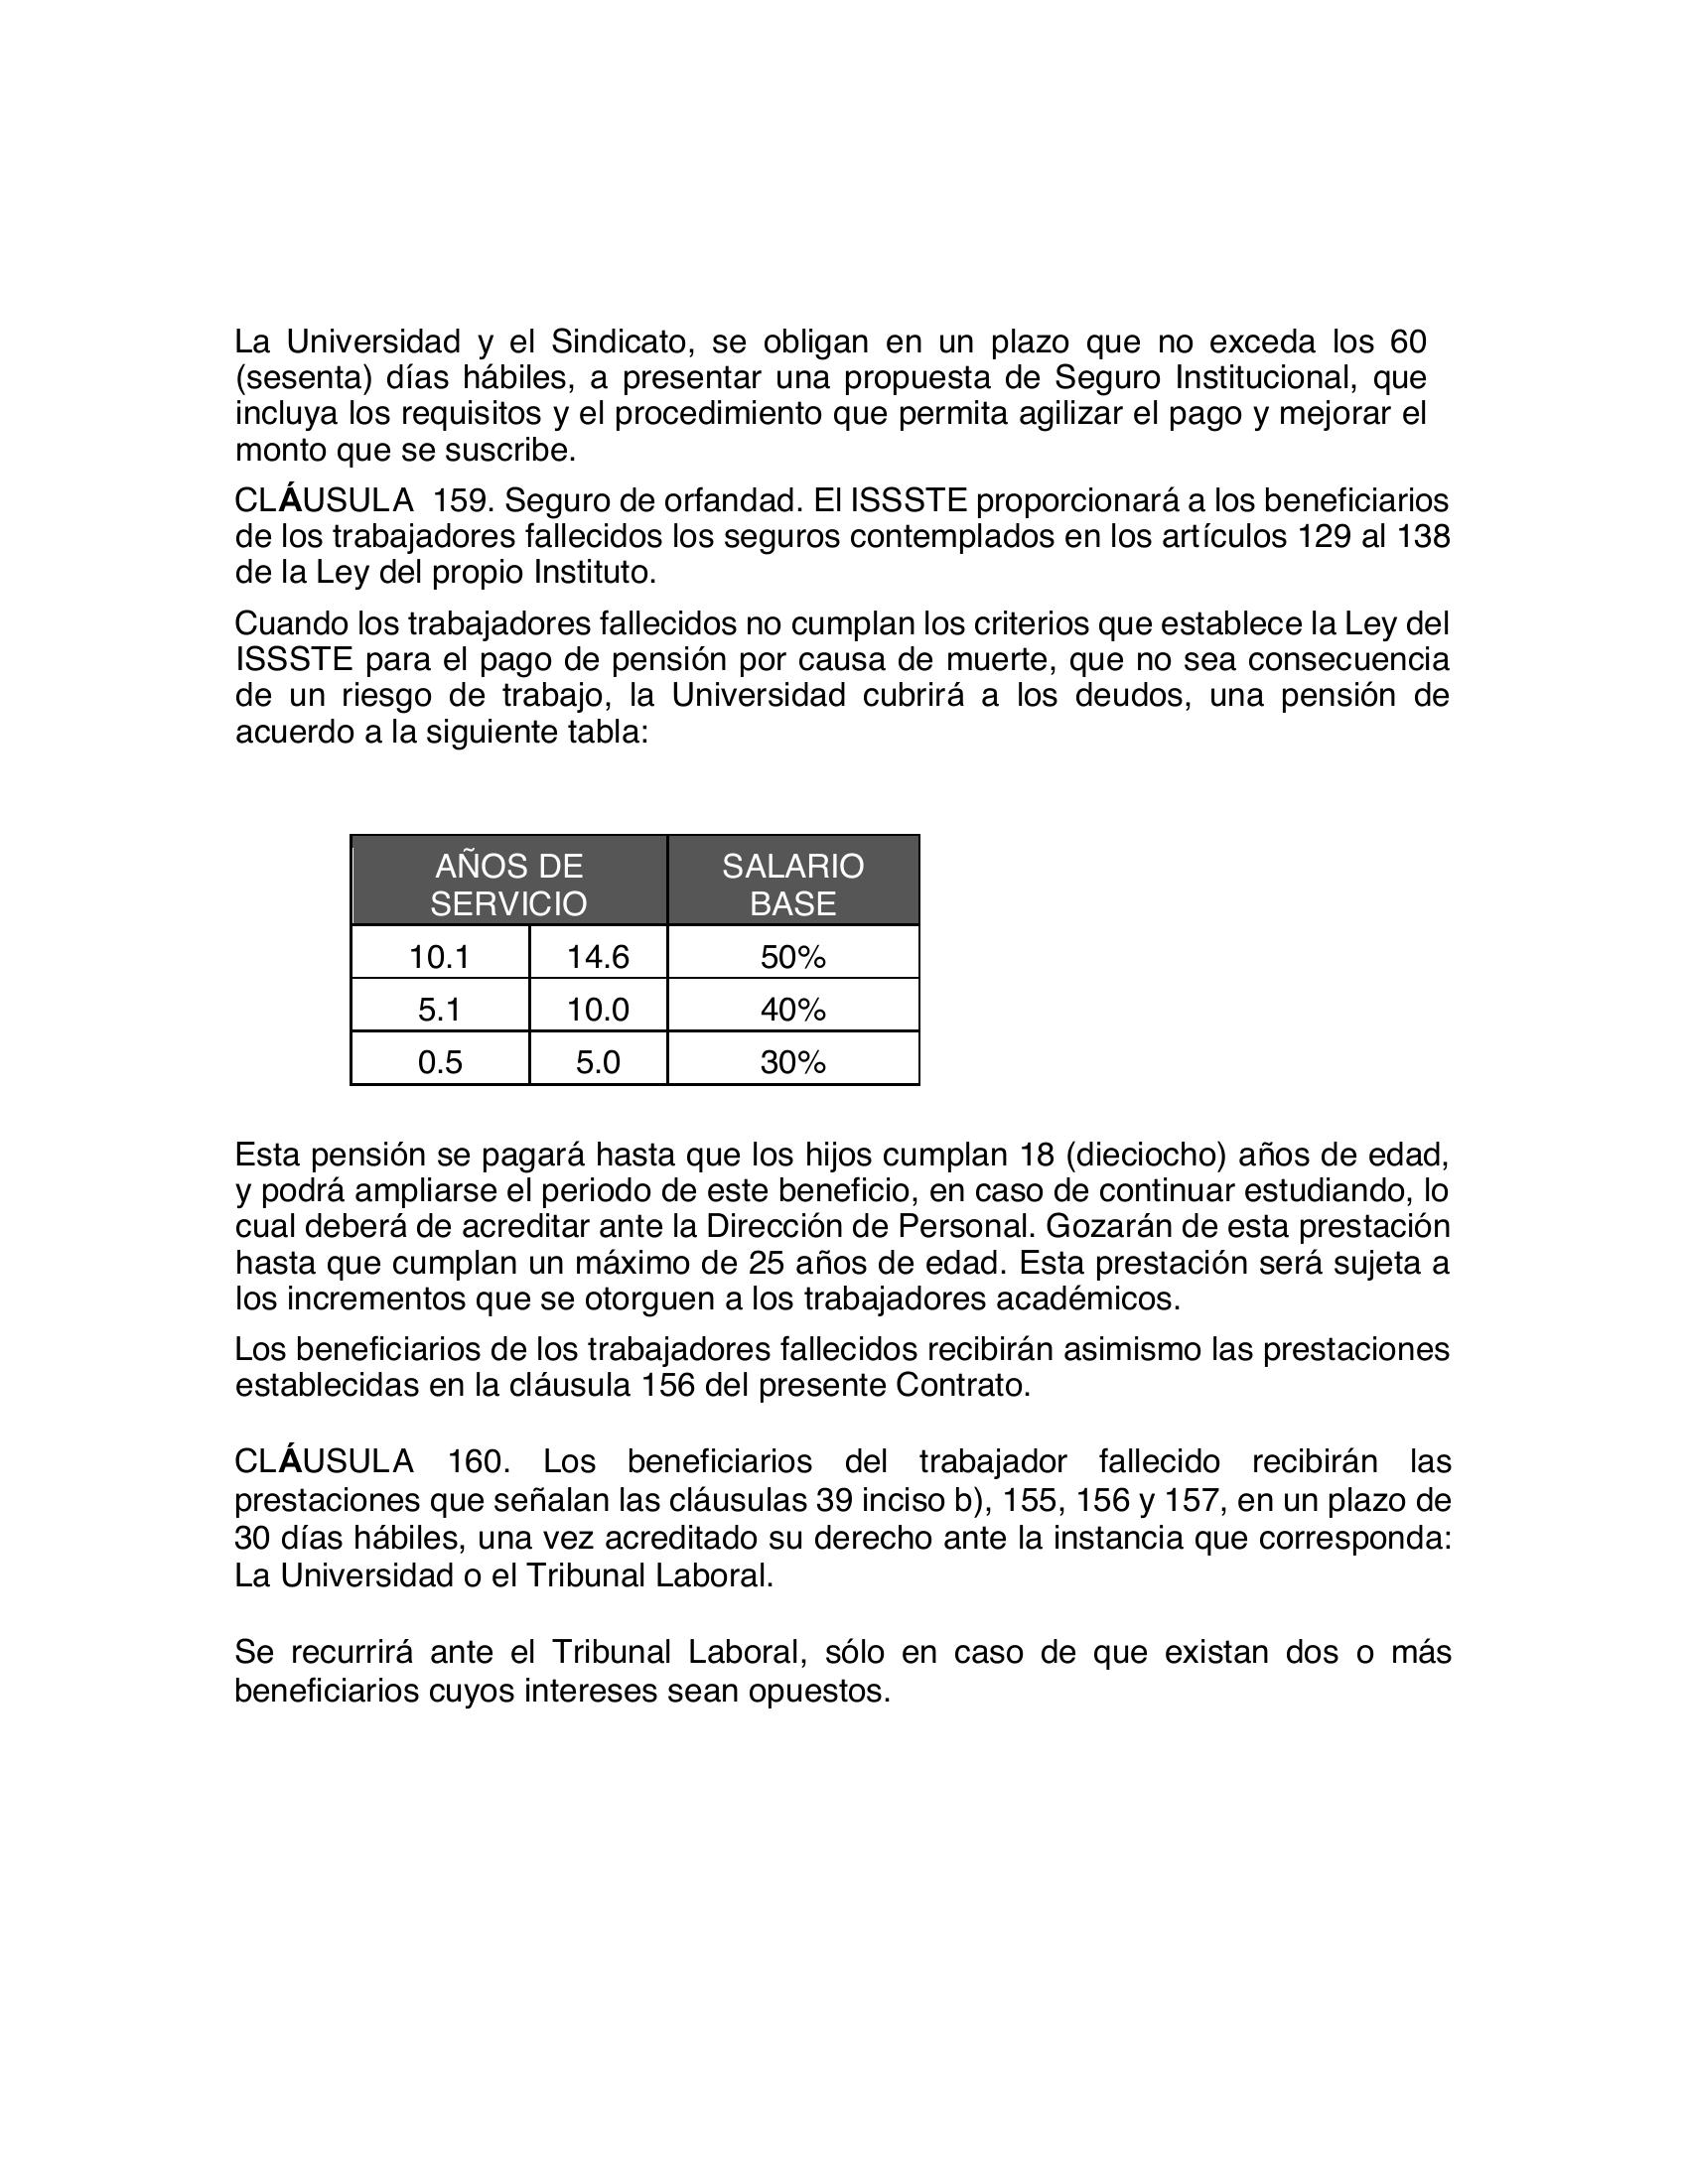 La Universidad y el Sindicato, se obligan en un plazo que no exceda los 60
(sesenta) días hábiles, a presentar una propuesta de Seguro Institucional, que
incluya los requisitos y el procedimiento que permita agilizar el pago y mejorar el
monto que se suscribe.
CLÁUSULA 159. Seguro de orfandad. El ISSSTE proporcionará a los beneficiarios
de los trabajadores fallecidos los seguros contemplados en los artículos 129 al 138
de la Ley del propio Instituto.
Cuando los trabajadores fallecidos no cumplan los criterios que establece la Ley del
ISSSTE para el pago de pensión por causa de muerte, que no sea consecuencia
de un riesgo de trabajo, la Universidad cubrirá a los deudos, una pensión de
acuerdo a la siguiente tabla:
AÑOS DE SALARIO
SERVICIO BASE
10.1 14.6 50%
5.1 10.0 40%
0.5 5.0 30%
Esta pensión se pagará hasta que los hijos cumplan 18 (dieciocho) años de edad,
y podrá ampliarse el periodo de este beneficio, en caso de continuar estudiando, lo
cual deberá de acreditar ante la Dirección de Personal. Gozarán de esta prestación
hasta que cumplan un máximo de 25 años de edad. Esta prestación será sujeta a
los incrementos que se otorguen a los trabajadores académicos.
Los beneficiarios de los trabajadores fallecidos recibirán asimismo las prestaciones
establecidas en la cláusula 156 del presente Contrato.
CLÁUSULA 160. Los beneficiarios del trabajador fallecido recibirán las
prestaciones que señalan las cláusulas 39 inciso b), 155, 156 y 157, en un plazo de
30 días hábiles, una vez acreditado su derecho ante la instancia que corresponda:
La Universidad o el Tribunal Laboral.
Se recurrirá ante el Tribunal Laboral, sólo en caso de que existan dos o más
beneficiarios cuyos intereses sean opuestos.